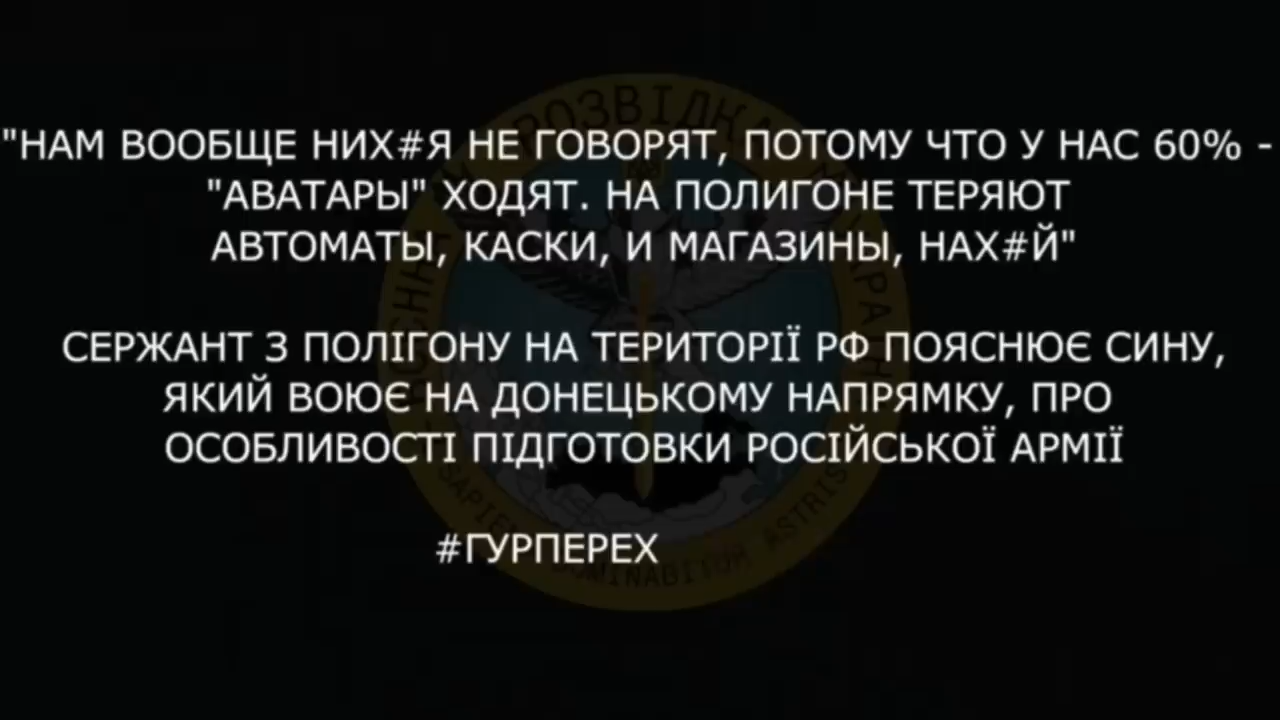 "НАМ ВООБЩЕ НИХ#Я НЕ ГОВОРЯТ, ПОТОМУ ЧТО У НАС 60% -
"АВАТАРЫ" ХОДЯТ. НА ПОЛИГОНЕ ТЕРЯЮТ
АВТОМАТЫ, КАСКИ, И МАГАЗИНЫ, НАХ#Й"
СЕРЖАНТ З ПОЛІГОНУ НА ТЕРИТОРІЇ РФ ПОЯСНЮЄ СИНУ,
ЯКИЙ ВОЮЄ НА ДОНЕЦЬКОМУ НАПРЯМКУ, ПРО
ОСОБЛИВОСТІ ПІДГОТОВКИ РОСІЙСЬКОЇ АРМІЇ
#ГУРПЕРЕХ